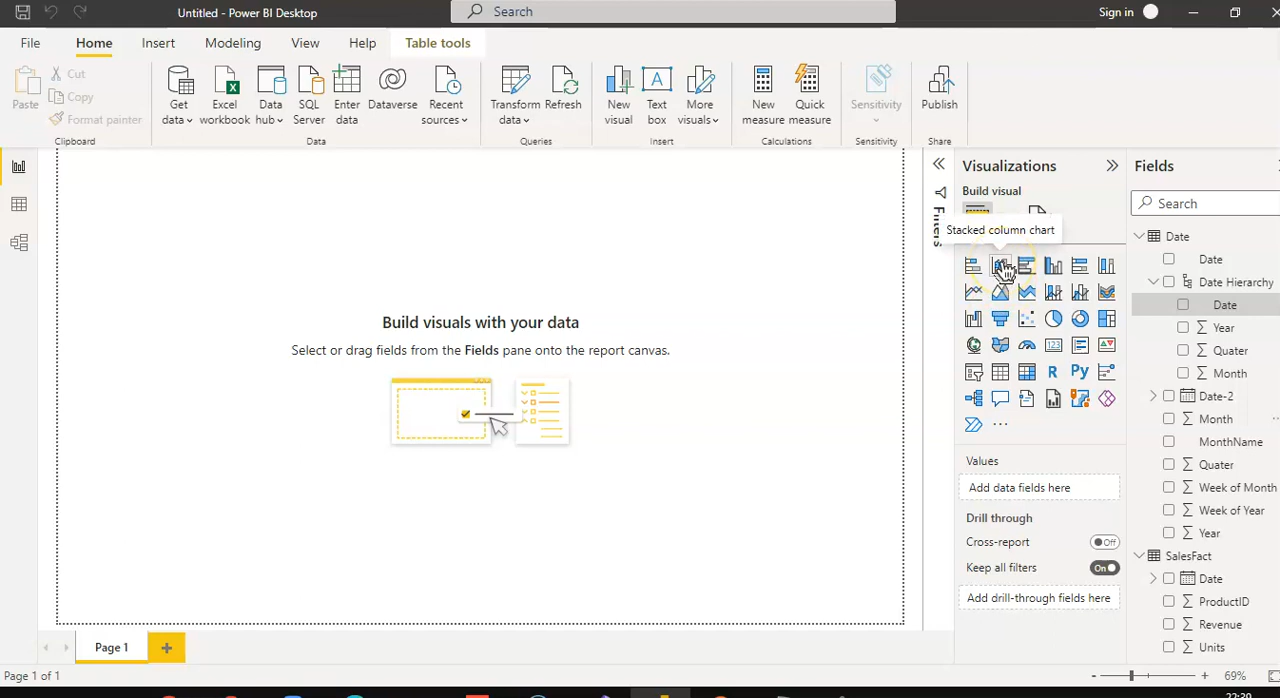 Untitled - Power BI Desktop
Search
Sign in
File Home Insert Modeling View Help Table tools
Paste
Cut
Copy
Format painter
Clipboard
Get data
Excel workbook
Data hub
SQL Server
Enter data
Dataverse
Recent sources
Data
Transform data
Refresh
Queries
New visual
Text box
More visuals
Insert
New measure
Quick measure
Calculations
Sensitivity
Sensitivity
Publish
Share
Build visuals with your data
Select or drag fields from the Fields pane onto the report canvas.
Filters
Visualizations
Build visual
Stacked column chart
R Py
123
Values
Add data fields here
Drill through
Cross-report
Off
Keep all filters
On
Add drill-through fields here
Fields
Search
Date
Date
Date Hierarchy
Date
Year
Quater
Month
Date-2
Month
MonthName
Quater
Week of Month
Week of Year
Year
SalesFact
Date
ProductID
Revenue
Units
Page 1
Page 1 of 1
69%
22:39